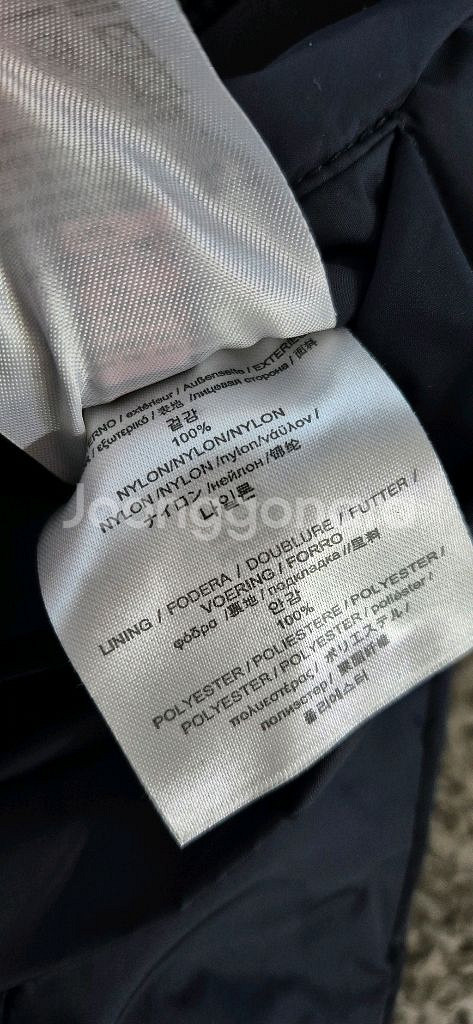 ERNO / extérieur / Außenseite / EXTERIE
/ εξωτερικό / 表地 /лицевая сторона / 面料
겉감
100%
NYLON/NYLON/NYLON
NYLON /NYLON /nylon/νάϋλον /
ナイロン /нейлон /锦纶
나일론
Joonggonara
LINING / FODERA / DOUBLURE / FUTTER /
VOERING / FORRO
φόδρα /裏地 / подкладка //里料
안감
100%
POLYESTER / POLIESTERE / POLYESTER /
POLYESTER / POLYESTER / poliéster /
πολυεστέρας / ポリエステル /
полиэстер / 聚酯纤维
폴리에스터